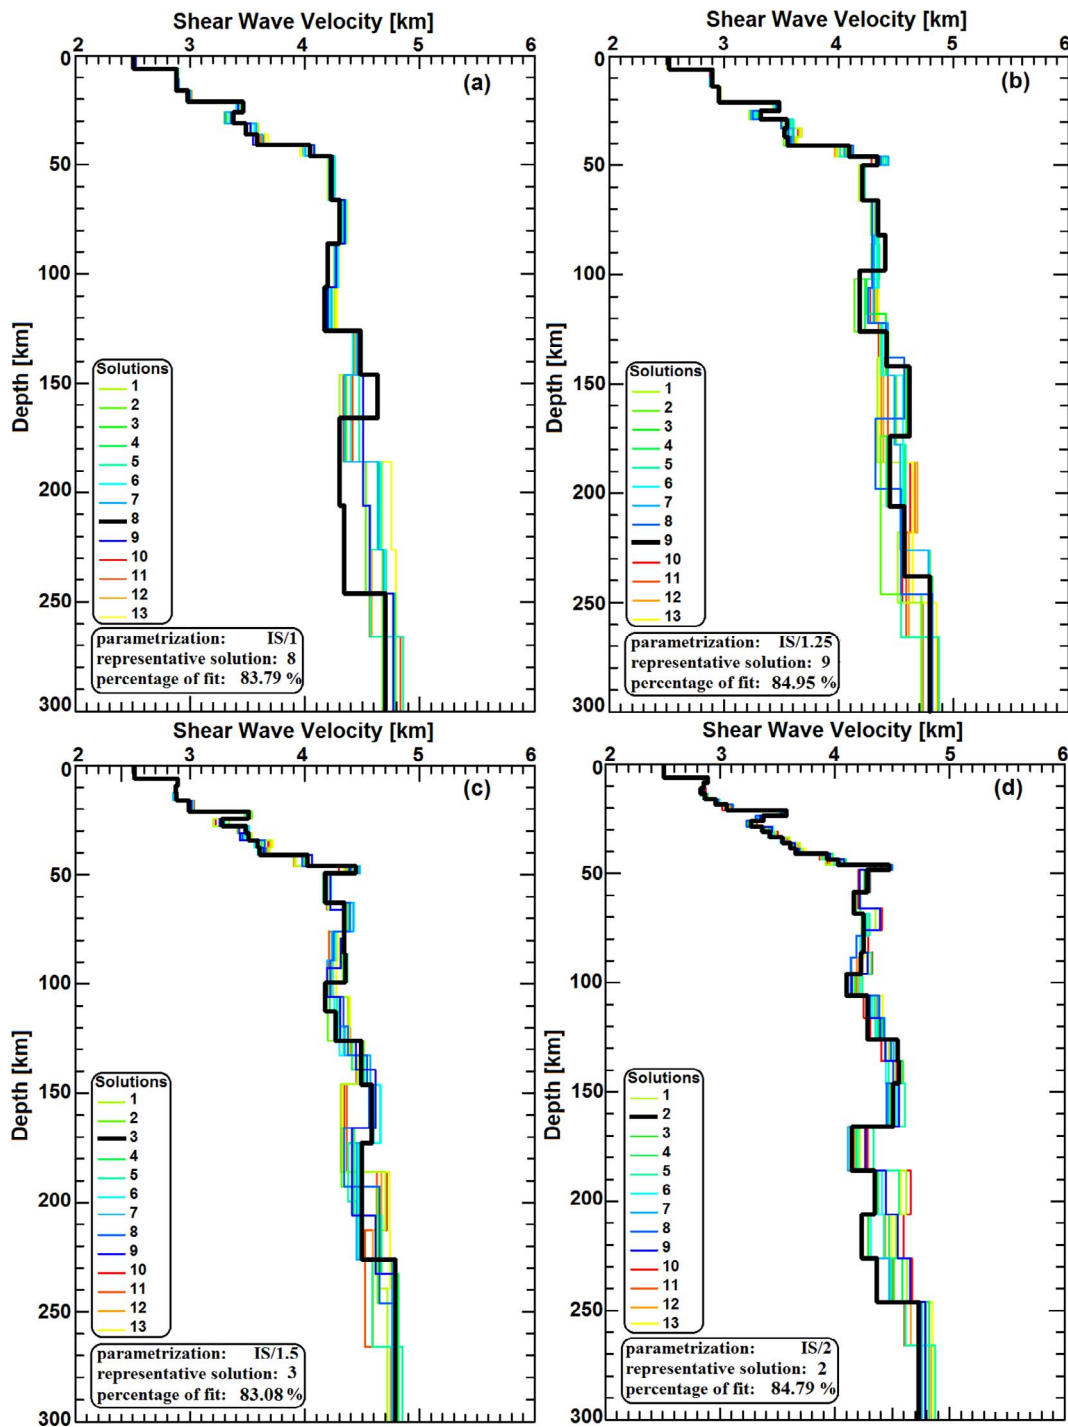 Shear Wave Velocity [km]
2 3 4 5 6
(a)
0
50
100
150
200
250
300
Depth [km]
Solutions
1
2
3
4
5
6
7
8
9
10
11
12
13
parametrization: IS/1
representative solution: 8
percentage of fit: 83.79 %
Shear Wave Velocity [km]
2 3 4 5 6
(b)
0
50
100
150
200
250
300
Depth [km]
Solutions
1
2
3
4
5
6
7
8
9
10
11
12
13
parametrization: IS/1.25
representative solution: 9
percentage of fit: 84.95 %
Shear Wave Velocity [km]
2 3 4 5 6
(c)
0
50
100
150
200
250
300
Depth [km]
Solutions
1
2
3
4
5
6
7
8
9
10
11
12
13
parametrization: IS/1.5
representative solution: 3
percentage of fit: 83.08 %
Shear Wave Velocity [km]
2 3 4 5 6
(d)
0
50
100
150
200
250
300
Depth [km]
Solutions
1
2
3
4
5
6
7
8
9
10
11
12
13
parametrization: IS/2
representative solution: 2
percentage of fit: 84.79 %